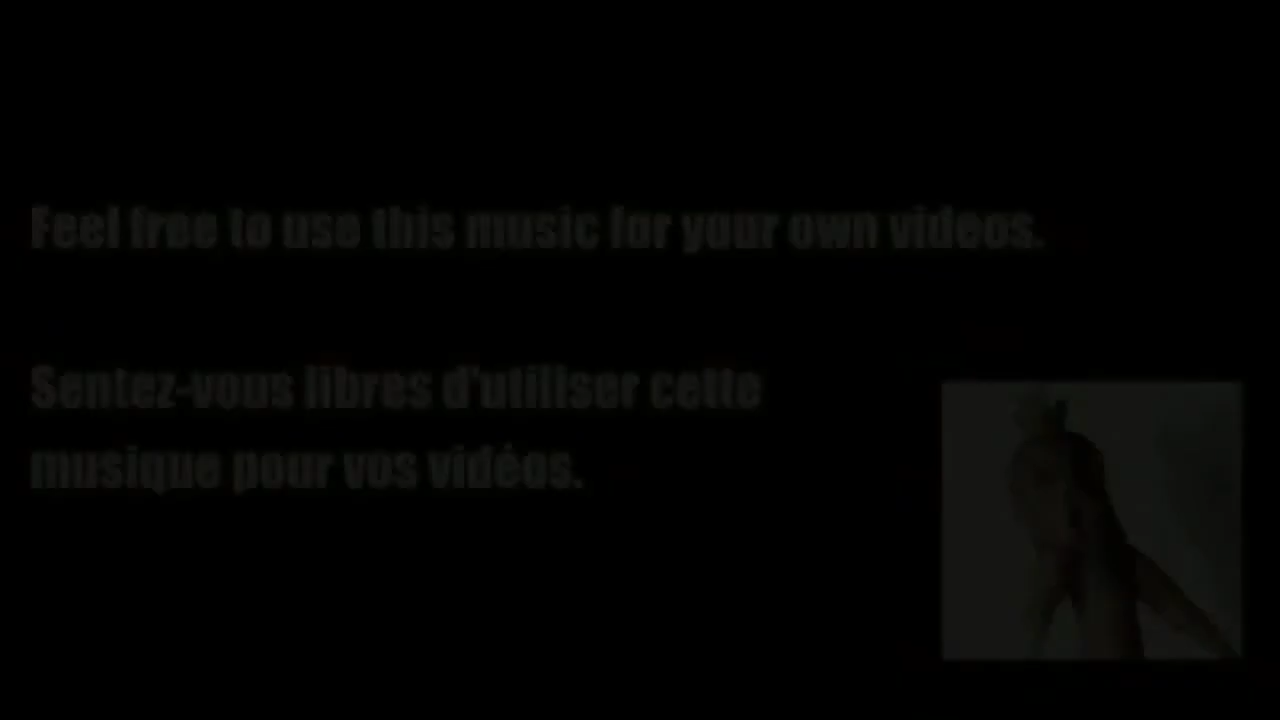 Feel free to use this music for your own videos.
Sentez-vous libres d'utiliser cette
musique pour vos vidéos.